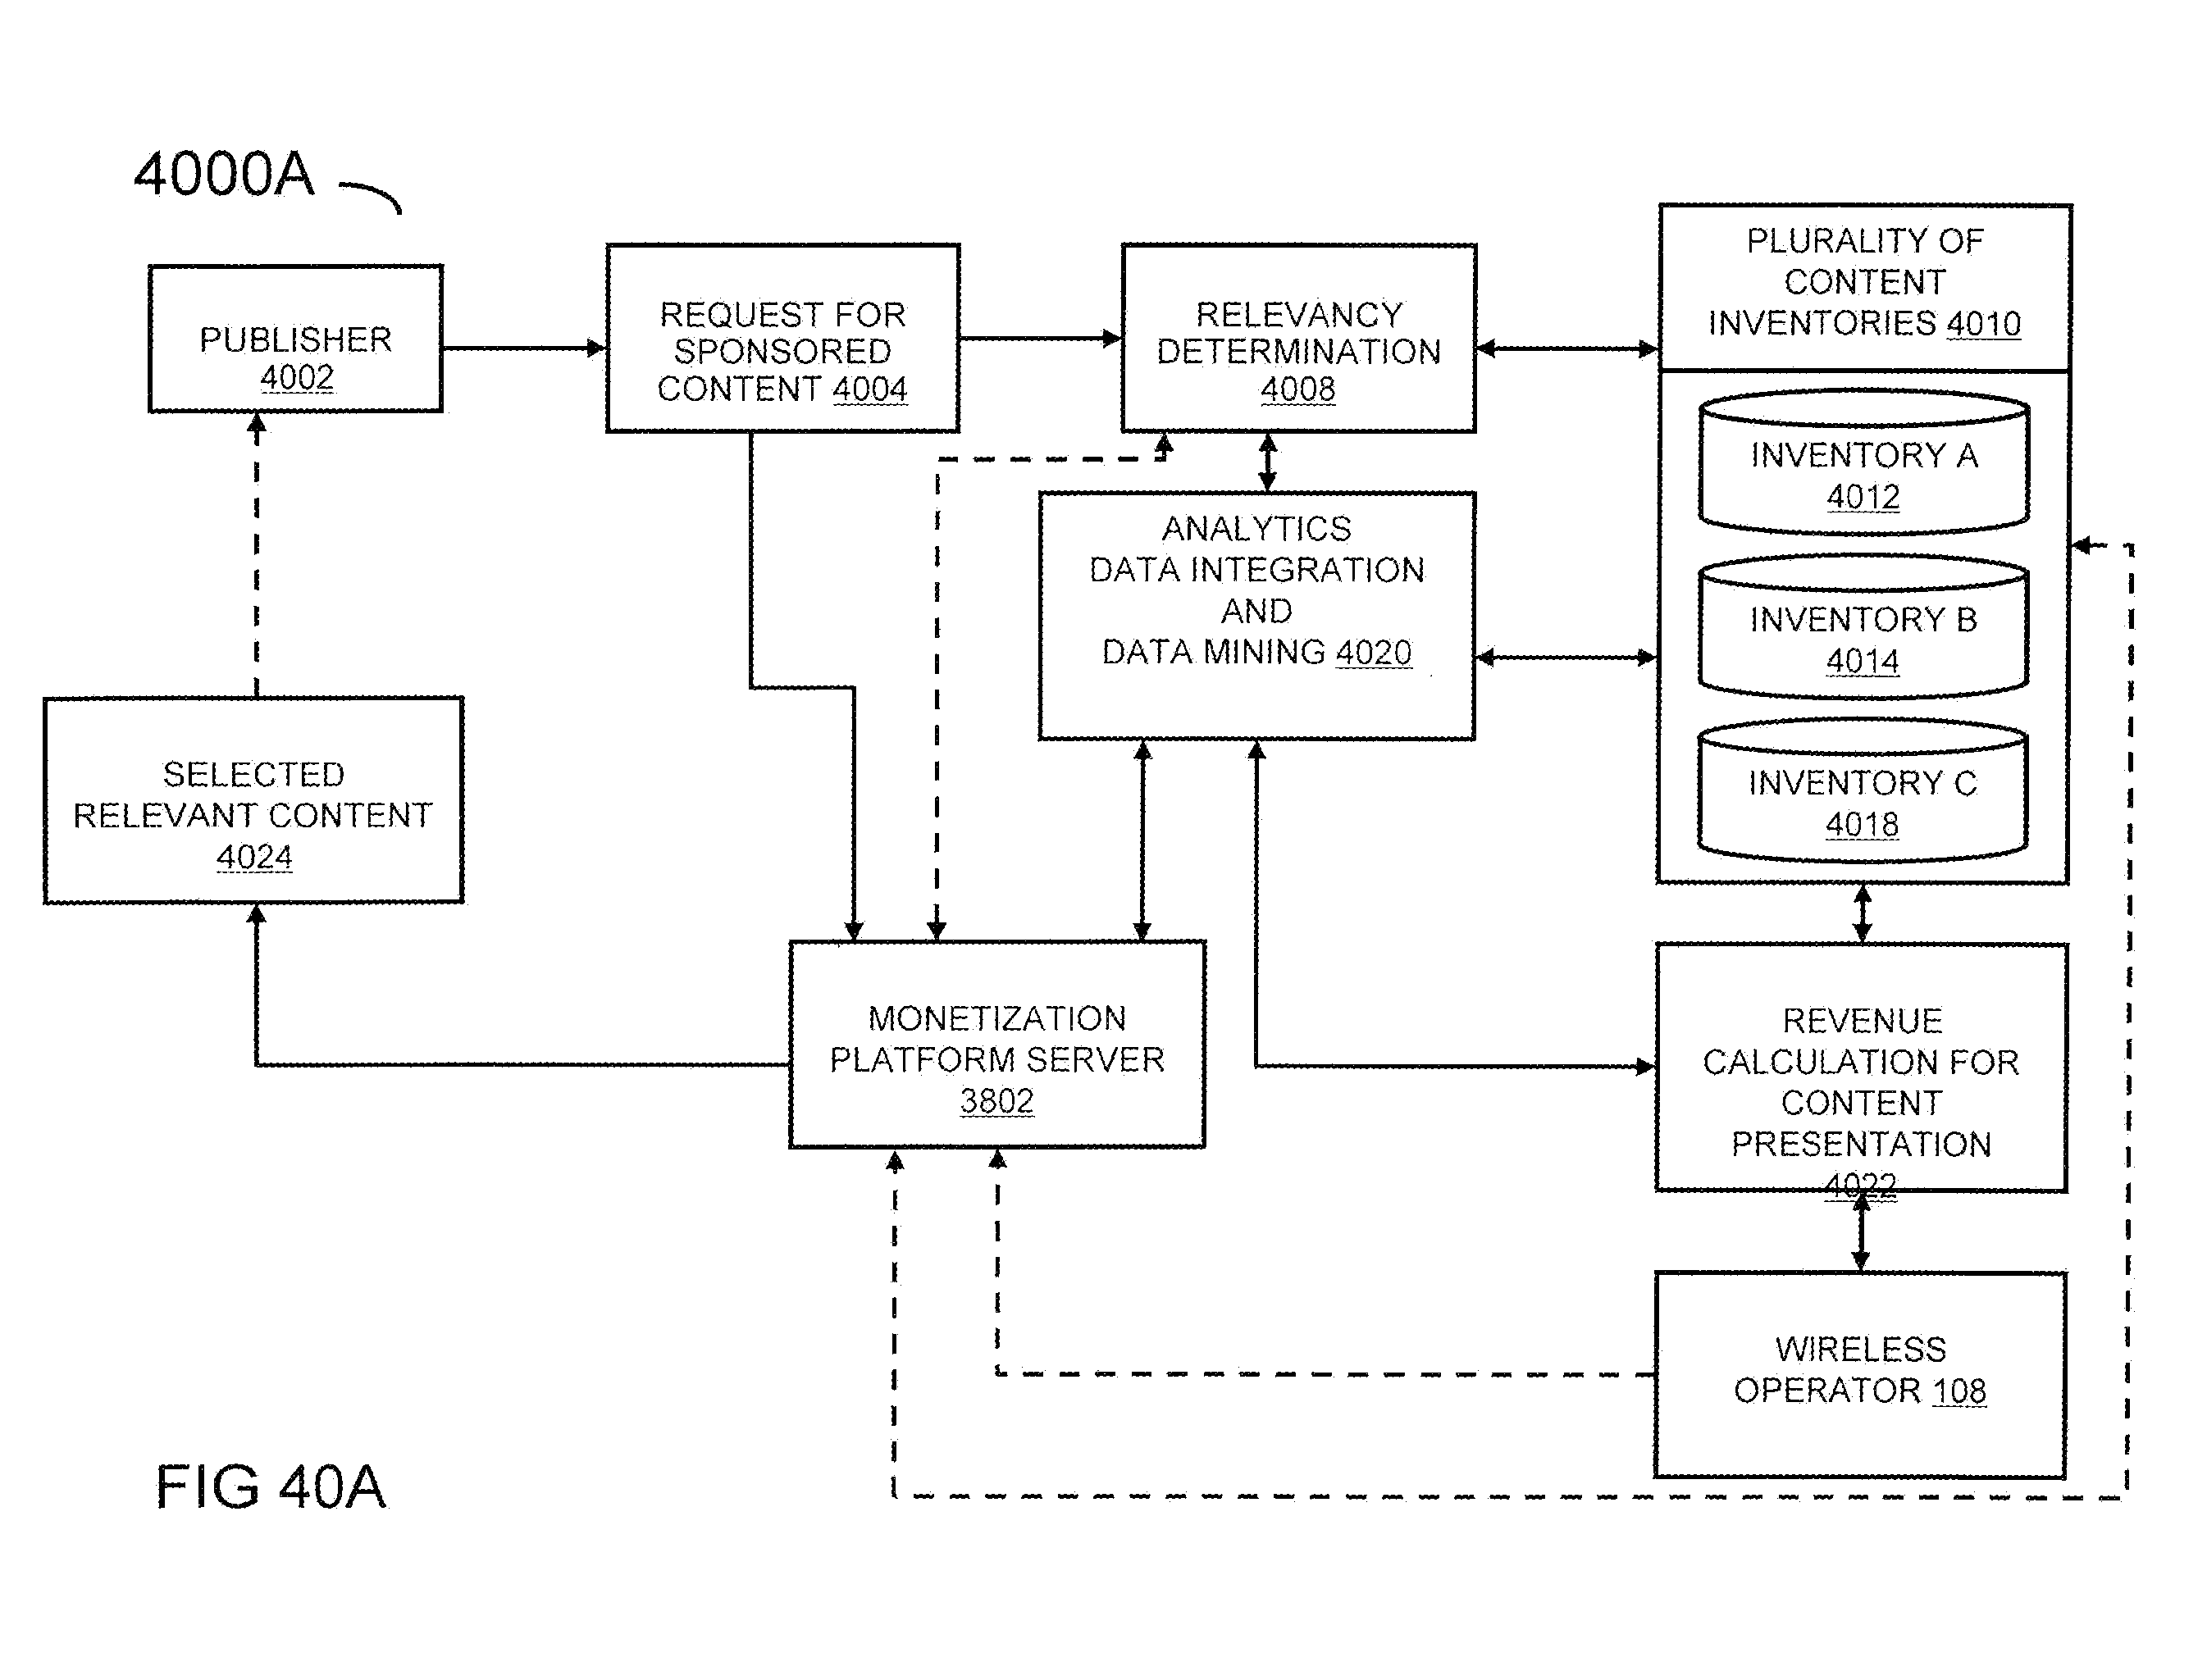 4000A
PUBLISHER
4002
REQUEST FOR
SPONSORED
CONTENT 4004
RELEVANCY
DETERMINATION
4008
PLURALITY OF
CONTENT
INVENTORIES 4010
INVENTORY A
4012
INVENTORY B
4014
INVENTORY C
4018
ANALYTICS
DATA INTEGRATION
AND
DATA MINING 4020
SELECTED
RELEVANT CONTENT
4024
MONETIZATION
PLATFORM SERVER
3802
REVENUE
CALCULATION FOR
CONTENT
PRESENTATION
4022
WIRELESS
OPERATOR 108
FIG 40A